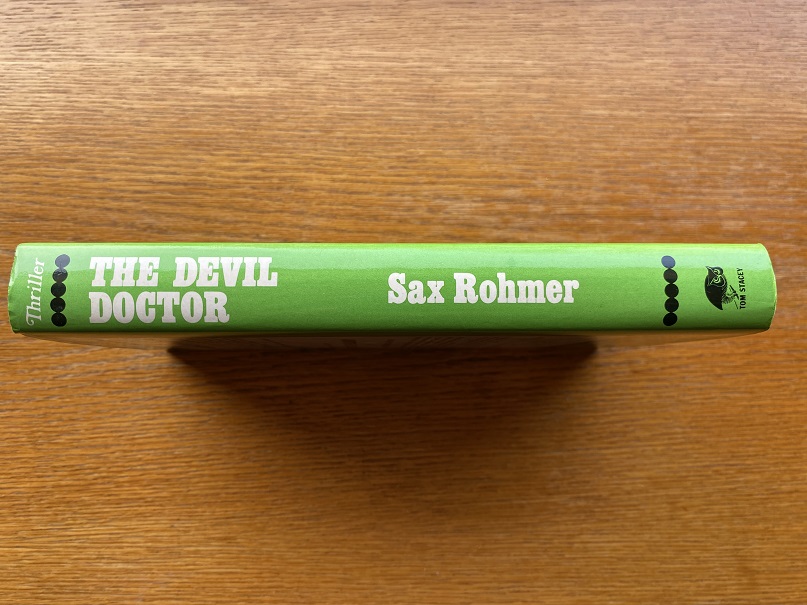 Thriller
THE DEVIL
DOCTOR
Sax Rohmer
TOM STACEY